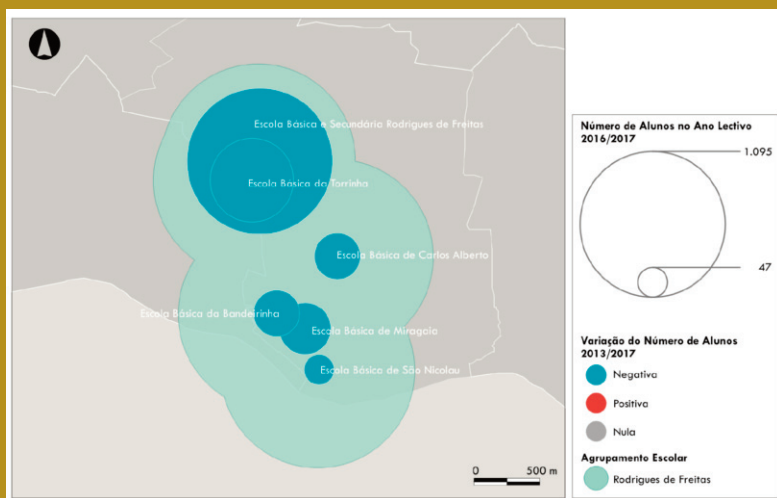 Escola Básica e Secundário Rodrigues de Freitas
Escola Básica da Torrinha
Escola Básica de Carlos Alberto
Escola Básica da Bandeirinha
Escola Básica de Miragaia
Escola Básica de São Nicolau
0 500 m
Número de Alunos no Ano Lectivo
2016/2017
1.095
47
Variação do Número de Alunos
2013/2017
Negativa
Positiva
Nula
Agrupamento Escolar
Rodrigues de Freitas